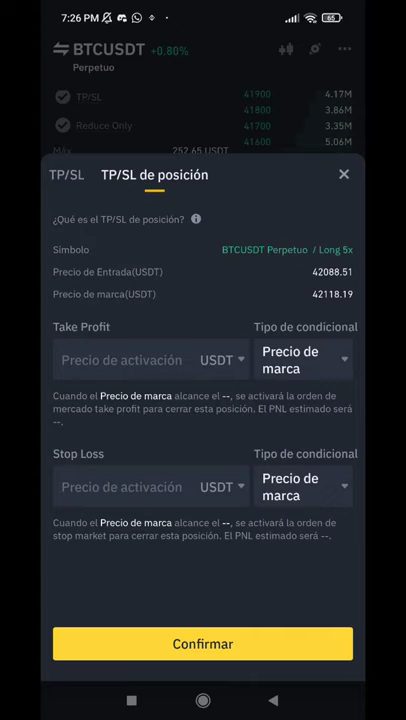 7:26 PM
65
BTCUSDT +0.80%
Perpetuo
TP/SL
41900 4.17M
41800 3.86M
Reduce Only
41700 3.35M
41600 5.06M
Máx 252.65 USDT
TP/SL TP/SL de posición
¿Qué es el TP/SL de posición?
Símbolo BTCUSDT Perpetuo / Long 5x
Precio de Entrada(USDT) 42088.51
Precio de marca(USDT) 42118.19
Take Profit Tipo de condicional
Precio de activación USDT Precio de
marca
Cuando el Precio de marca alcance el --, se activará la orden de
mercado take profit para cerrar esta posición. El PNL estimado será
--.
Stop Loss Tipo de condicional
Precio de activación USDT Precio de
marca
Cuando el Precio de marca alcance el --, se activará la orden de
stop market para cerrar esta posición. El PNL estimado será --.
Confirmar